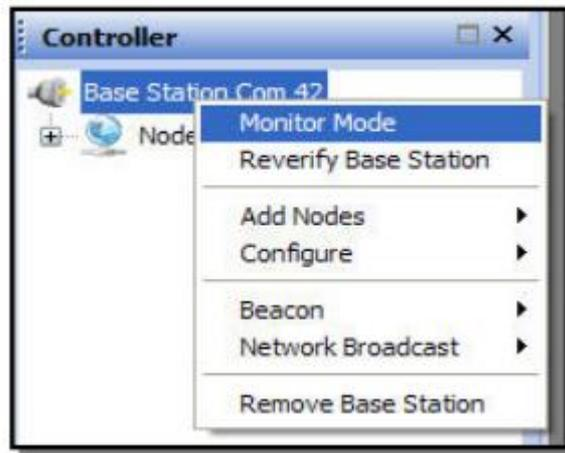 Controller
Base Station Com 42
Node
Monitor Mode
Reverify Base Station
Add Nodes
Configure
Beacon
Network Broadcast
Remove Base Station